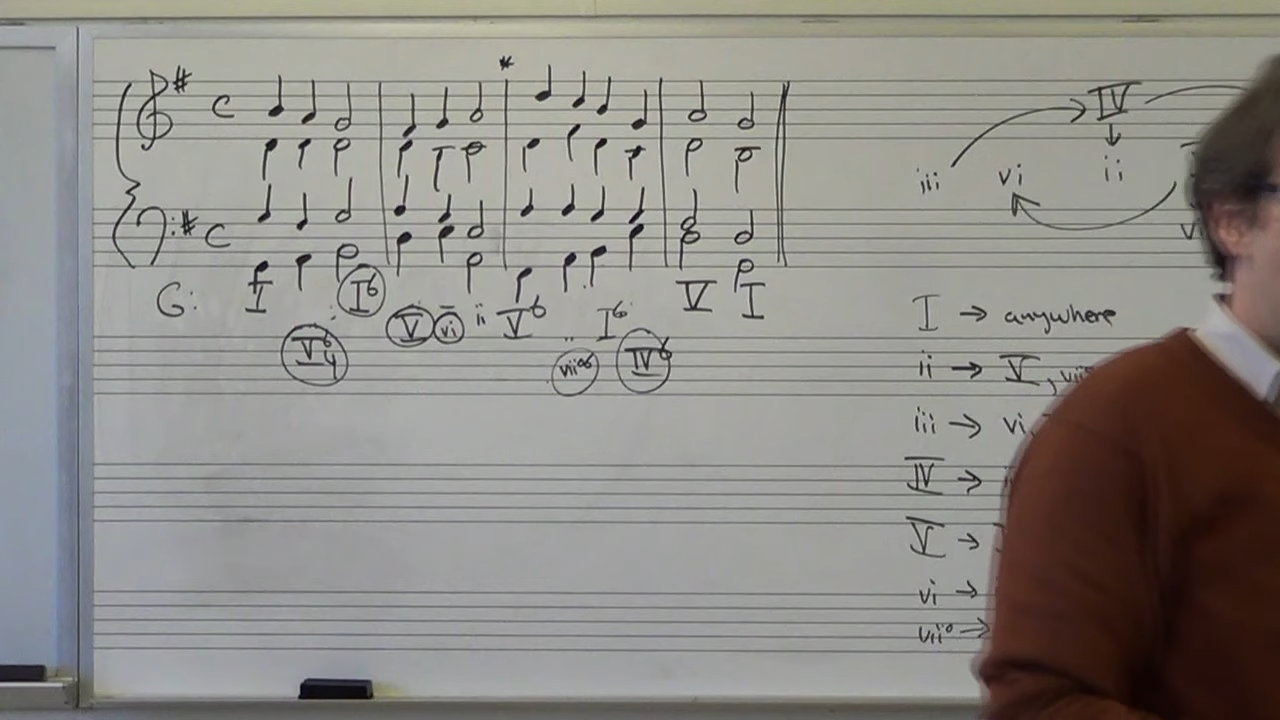 *
# C
# C
G: I V6/4 I6 V vi ii V6 vii°6 I6 IV6 V I
IV
iii vi ii
I → anywhere
ii → V, vii
iii → vi,
IV →
V →
vi →
vii° →